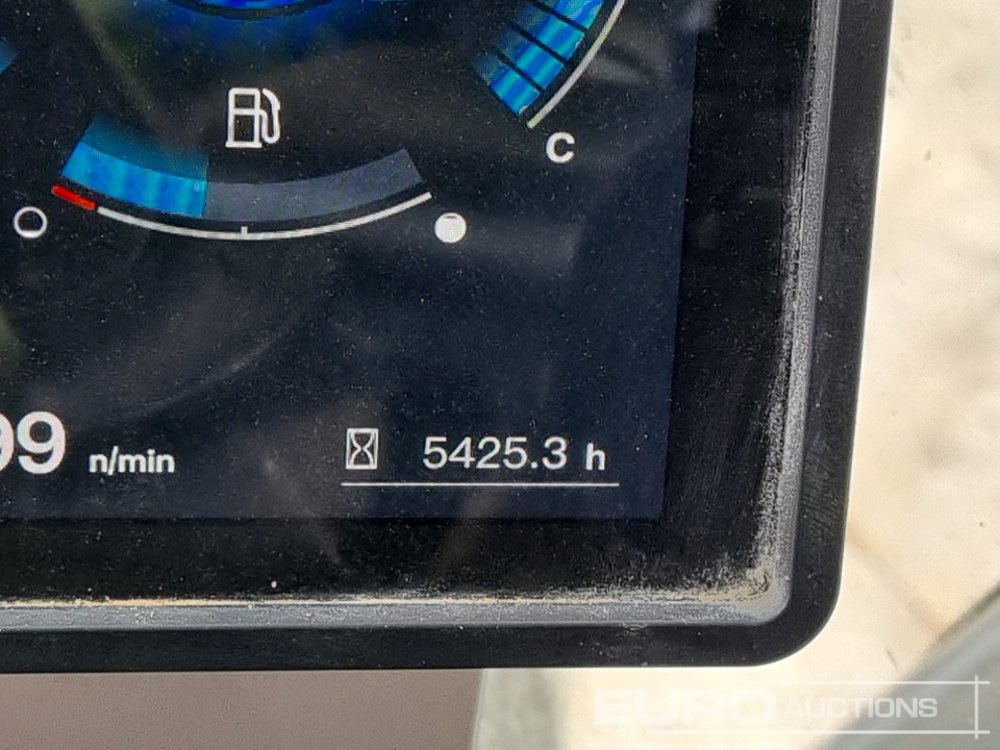 C
99 n/min
5425.3 h
EURO AUCTIONS